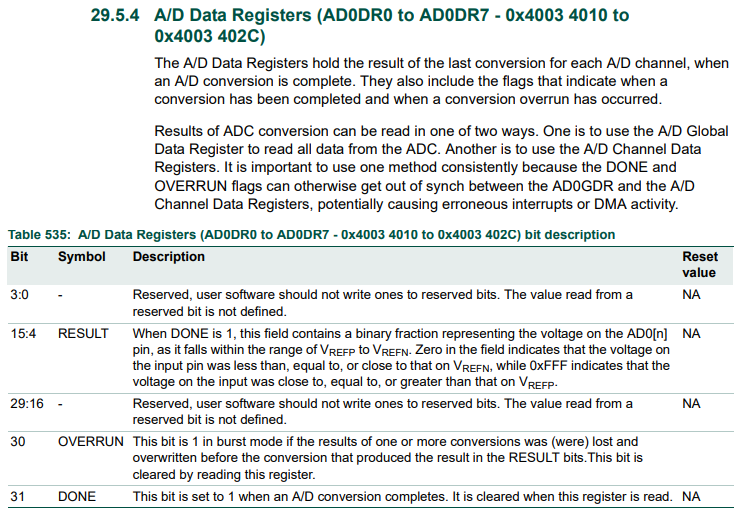 29.5.4 A/D Data Registers (AD0DR0 to AD0DR7 - 0x4003 4010 to
0x4003 402C)
The A/D Data Registers hold the result of the last conversion for each A/D channel, when
an A/D conversion is complete. They also include the flags that indicate when a
conversion has been completed and when a conversion overrun has occurred.
Results of ADC conversion can be read in one of two ways. One is to use the A/D Global
Data Register to read all data from the ADC. Another is to use the A/D Channel Data
Registers. It is important to use one method consistently because the DONE and
OVERRUN flags can otherwise get out of synch between the AD0GDR and the A/D
Channel Data Registers, potentially causing erroneous interrupts or DMA activity.
Table 535: A/D Data Registers (AD0DR0 to AD0DR7 - 0x4003 4010 to 0x4003 402C) bit description
Bit Symbol Description Reset
value
3:0 - Reserved, user software should not write ones to reserved bits. The value read from a NA
reserved bit is not defined.
15:4 RESULT When DONE is 1, this field contains a binary fraction representing the voltage on the AD0[n] NA
pin, as it falls within the range of VREFP to VREFN. Zero in the field indicates that the voltage on
the input pin was less than, equal to, or close to that on VREFN, while 0xFFF indicates that the
voltage on the input was close to, equal to, or greater than that on VREFP.
29:16 - Reserved, user software should not write ones to reserved bits. The value read from a NA
reserved bit is not defined.
30 OVERRUN This bit is 1 in burst mode if the results of one or more conversions was (were) lost and
overwritten before the conversion that produced the result in the RESULT bits.This bit is
cleared by reading this register.
31 DONE This bit is set to 1 when an A/D conversion completes. It is cleared when this register is read. NA